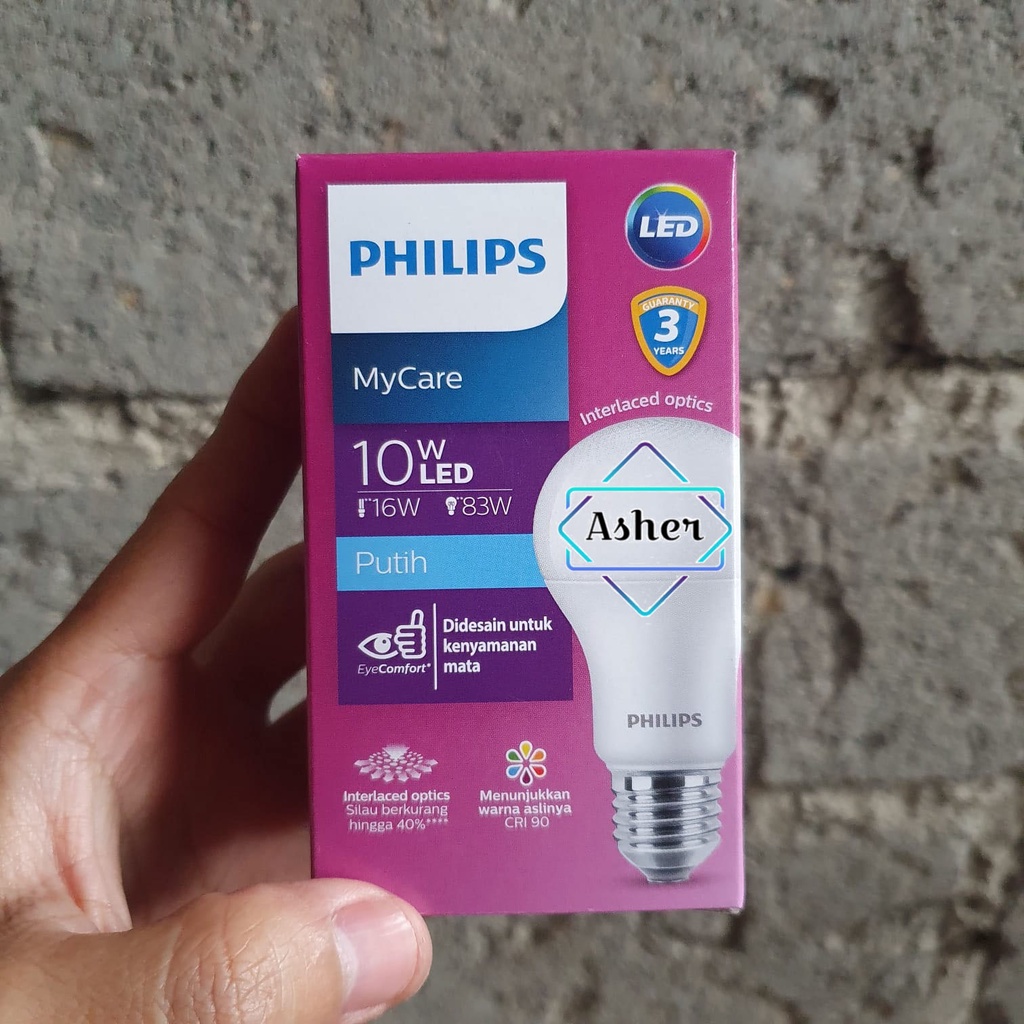 PHILIPS
LED
GUARANTY
3
YEARS
MyCare
Interlaced optics
10W LED
**16W ***83W
Asher
Putih
EyeComfort*
Didesain untuk
kenyamanan
mata
PHILIPS
Interlaced optics
Silau berkurang
hingga 40%****
Menunjukkan
warna aslinya
CRI 90